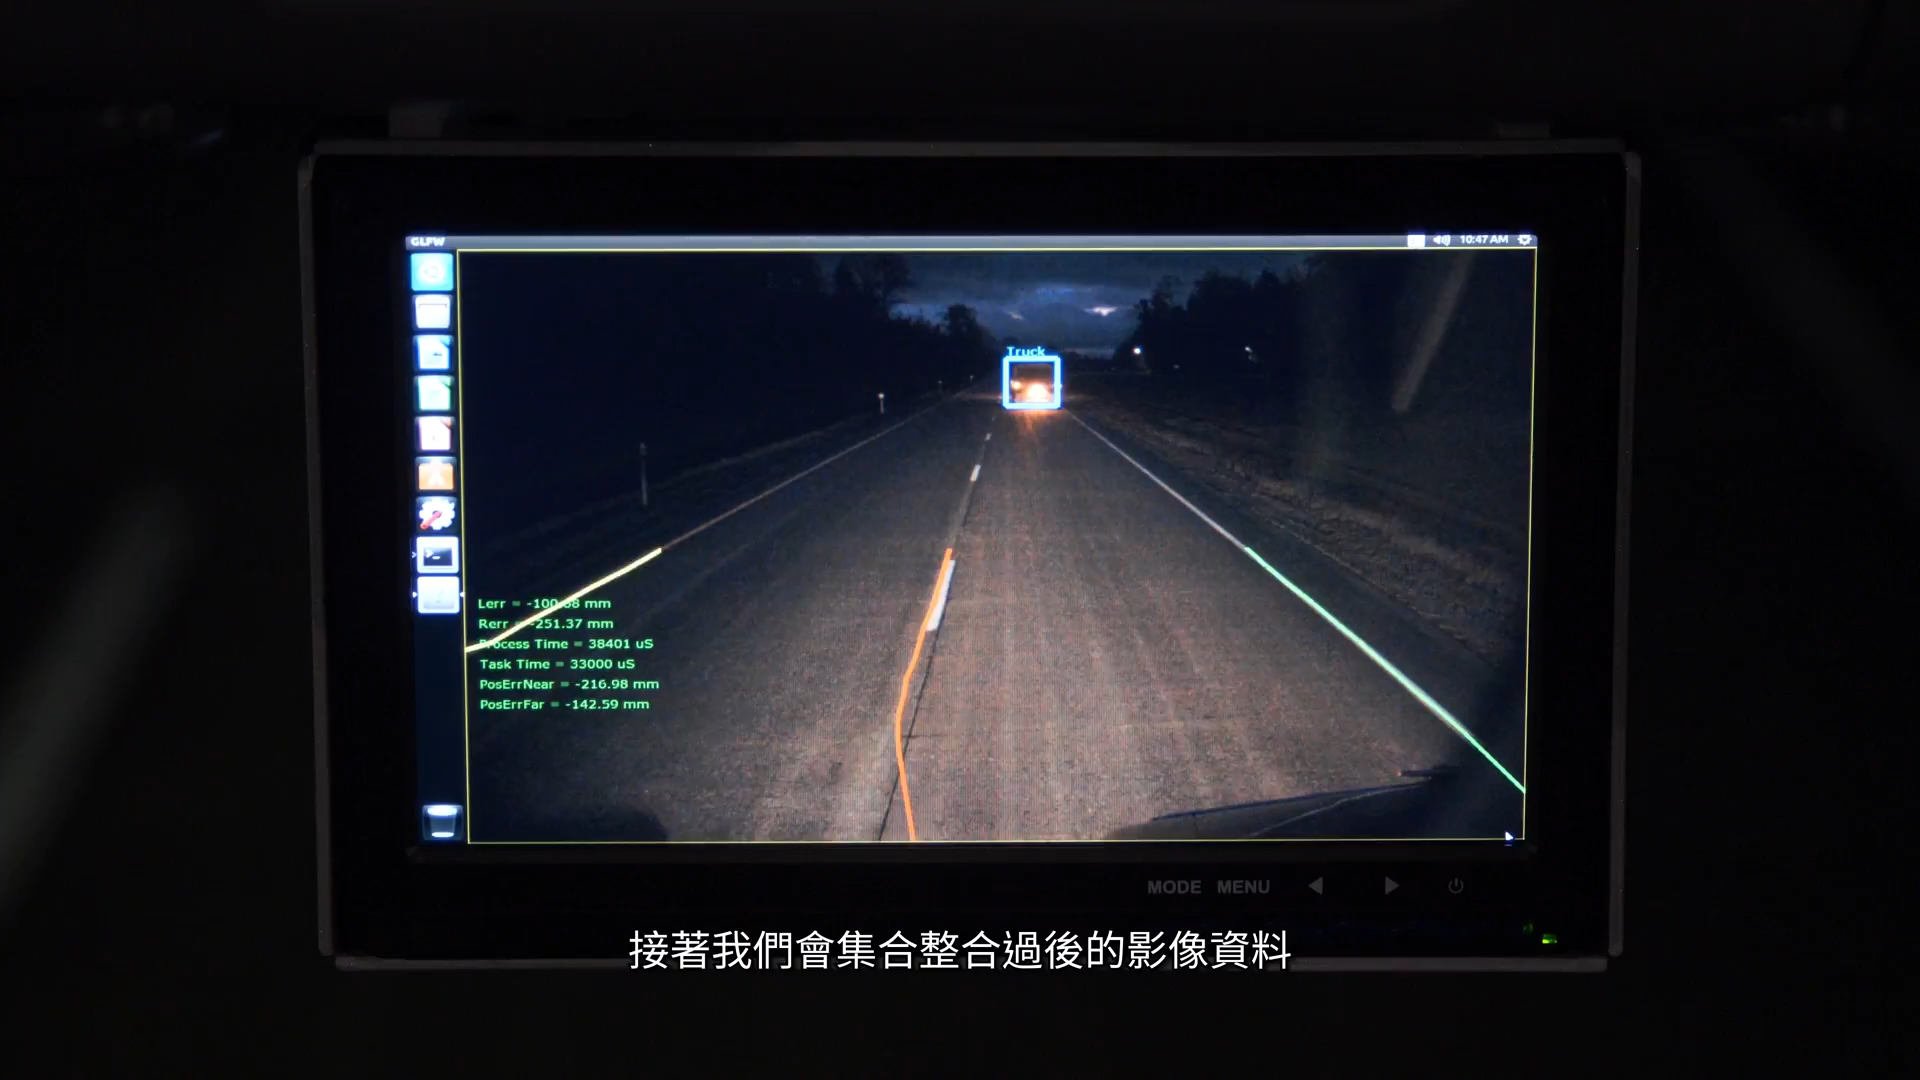 GLFW
10:47 AM
Truck
Lerr = -100.68 mm
Rerr = -251.37 mm
Process Time = 38401 uS
Task Time = 33000 uS
PosErrNear = -216.98 mm
PosErrFar = -142.59 mm
MODE MENU
接著我們會集合整合過後的影像資料